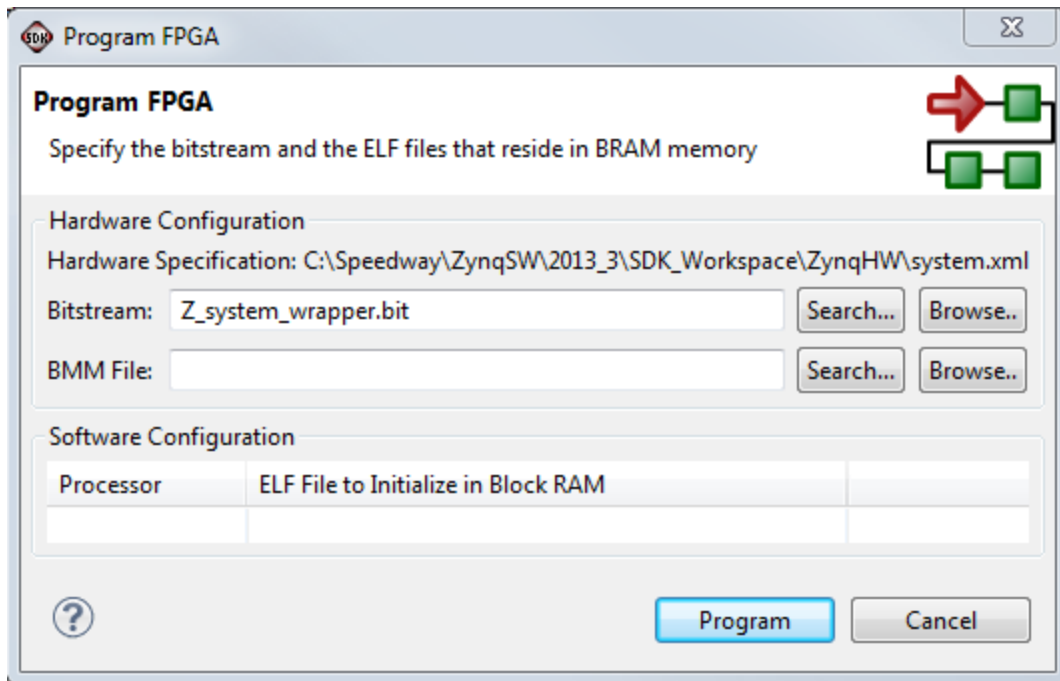 SDK Program FPGA
Program FPGA
Specify the bitstream and the ELF files that reside in BRAM memory
Hardware Configuration
Hardware Specification: C:\Speedway\ZynqSW\2013_3\SDK_Workspace\ZynqHW\system.xml
Bitstream: Z_system_wrapper.bit Search... Browse..
BMM File: Search... Browse..
Software Configuration
Processor ELF File to Initialize in Block RAM
? Program Cancel